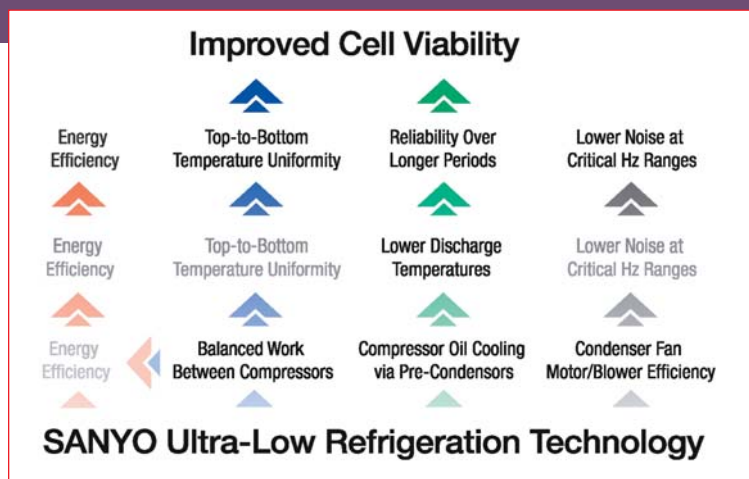 Improved Cell Viability
Energy
Efficiency
Top-to-Bottom
Temperature Uniformity
Reliability Over
Longer Periods
Lower Noise at
Critical Hz Ranges
Energy
Efficiency
Top-to-Bottom
Temperature Uniformity
Lower Discharge
Temperatures
Lower Noise at
Critical Hz Ranges
Energy
Efficiency
Balanced Work
Between Compressors
Compressor Oil Cooling
via Pre-Condensors
Condenser Fan
Motor/Blower Efficiency
SANYO Ultra-Low Refrigeration Technology